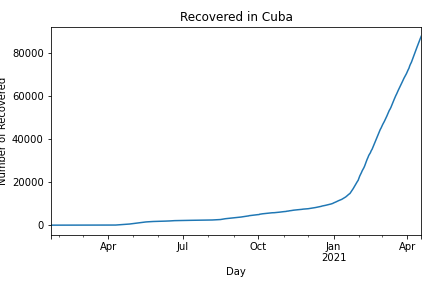 Recovered in Cuba
Number of Recovered
80000
60000
40000
20000
0
Apr
Jul
Oct
Jan
2021
Apr
Day